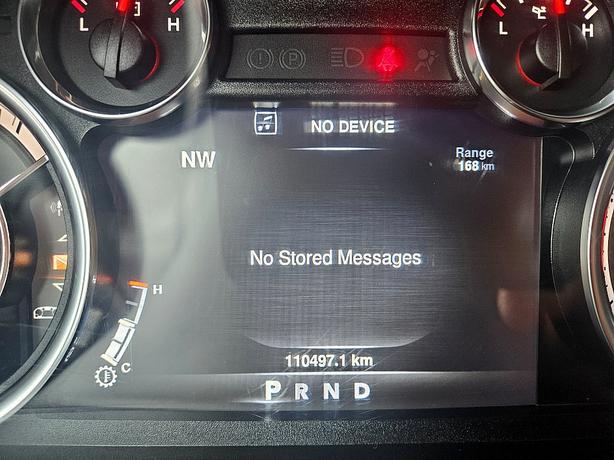 L H
L H
NO DEVICE
NW
Range
168 km
No Stored Messages
H
C
110497.1 km
P R N D